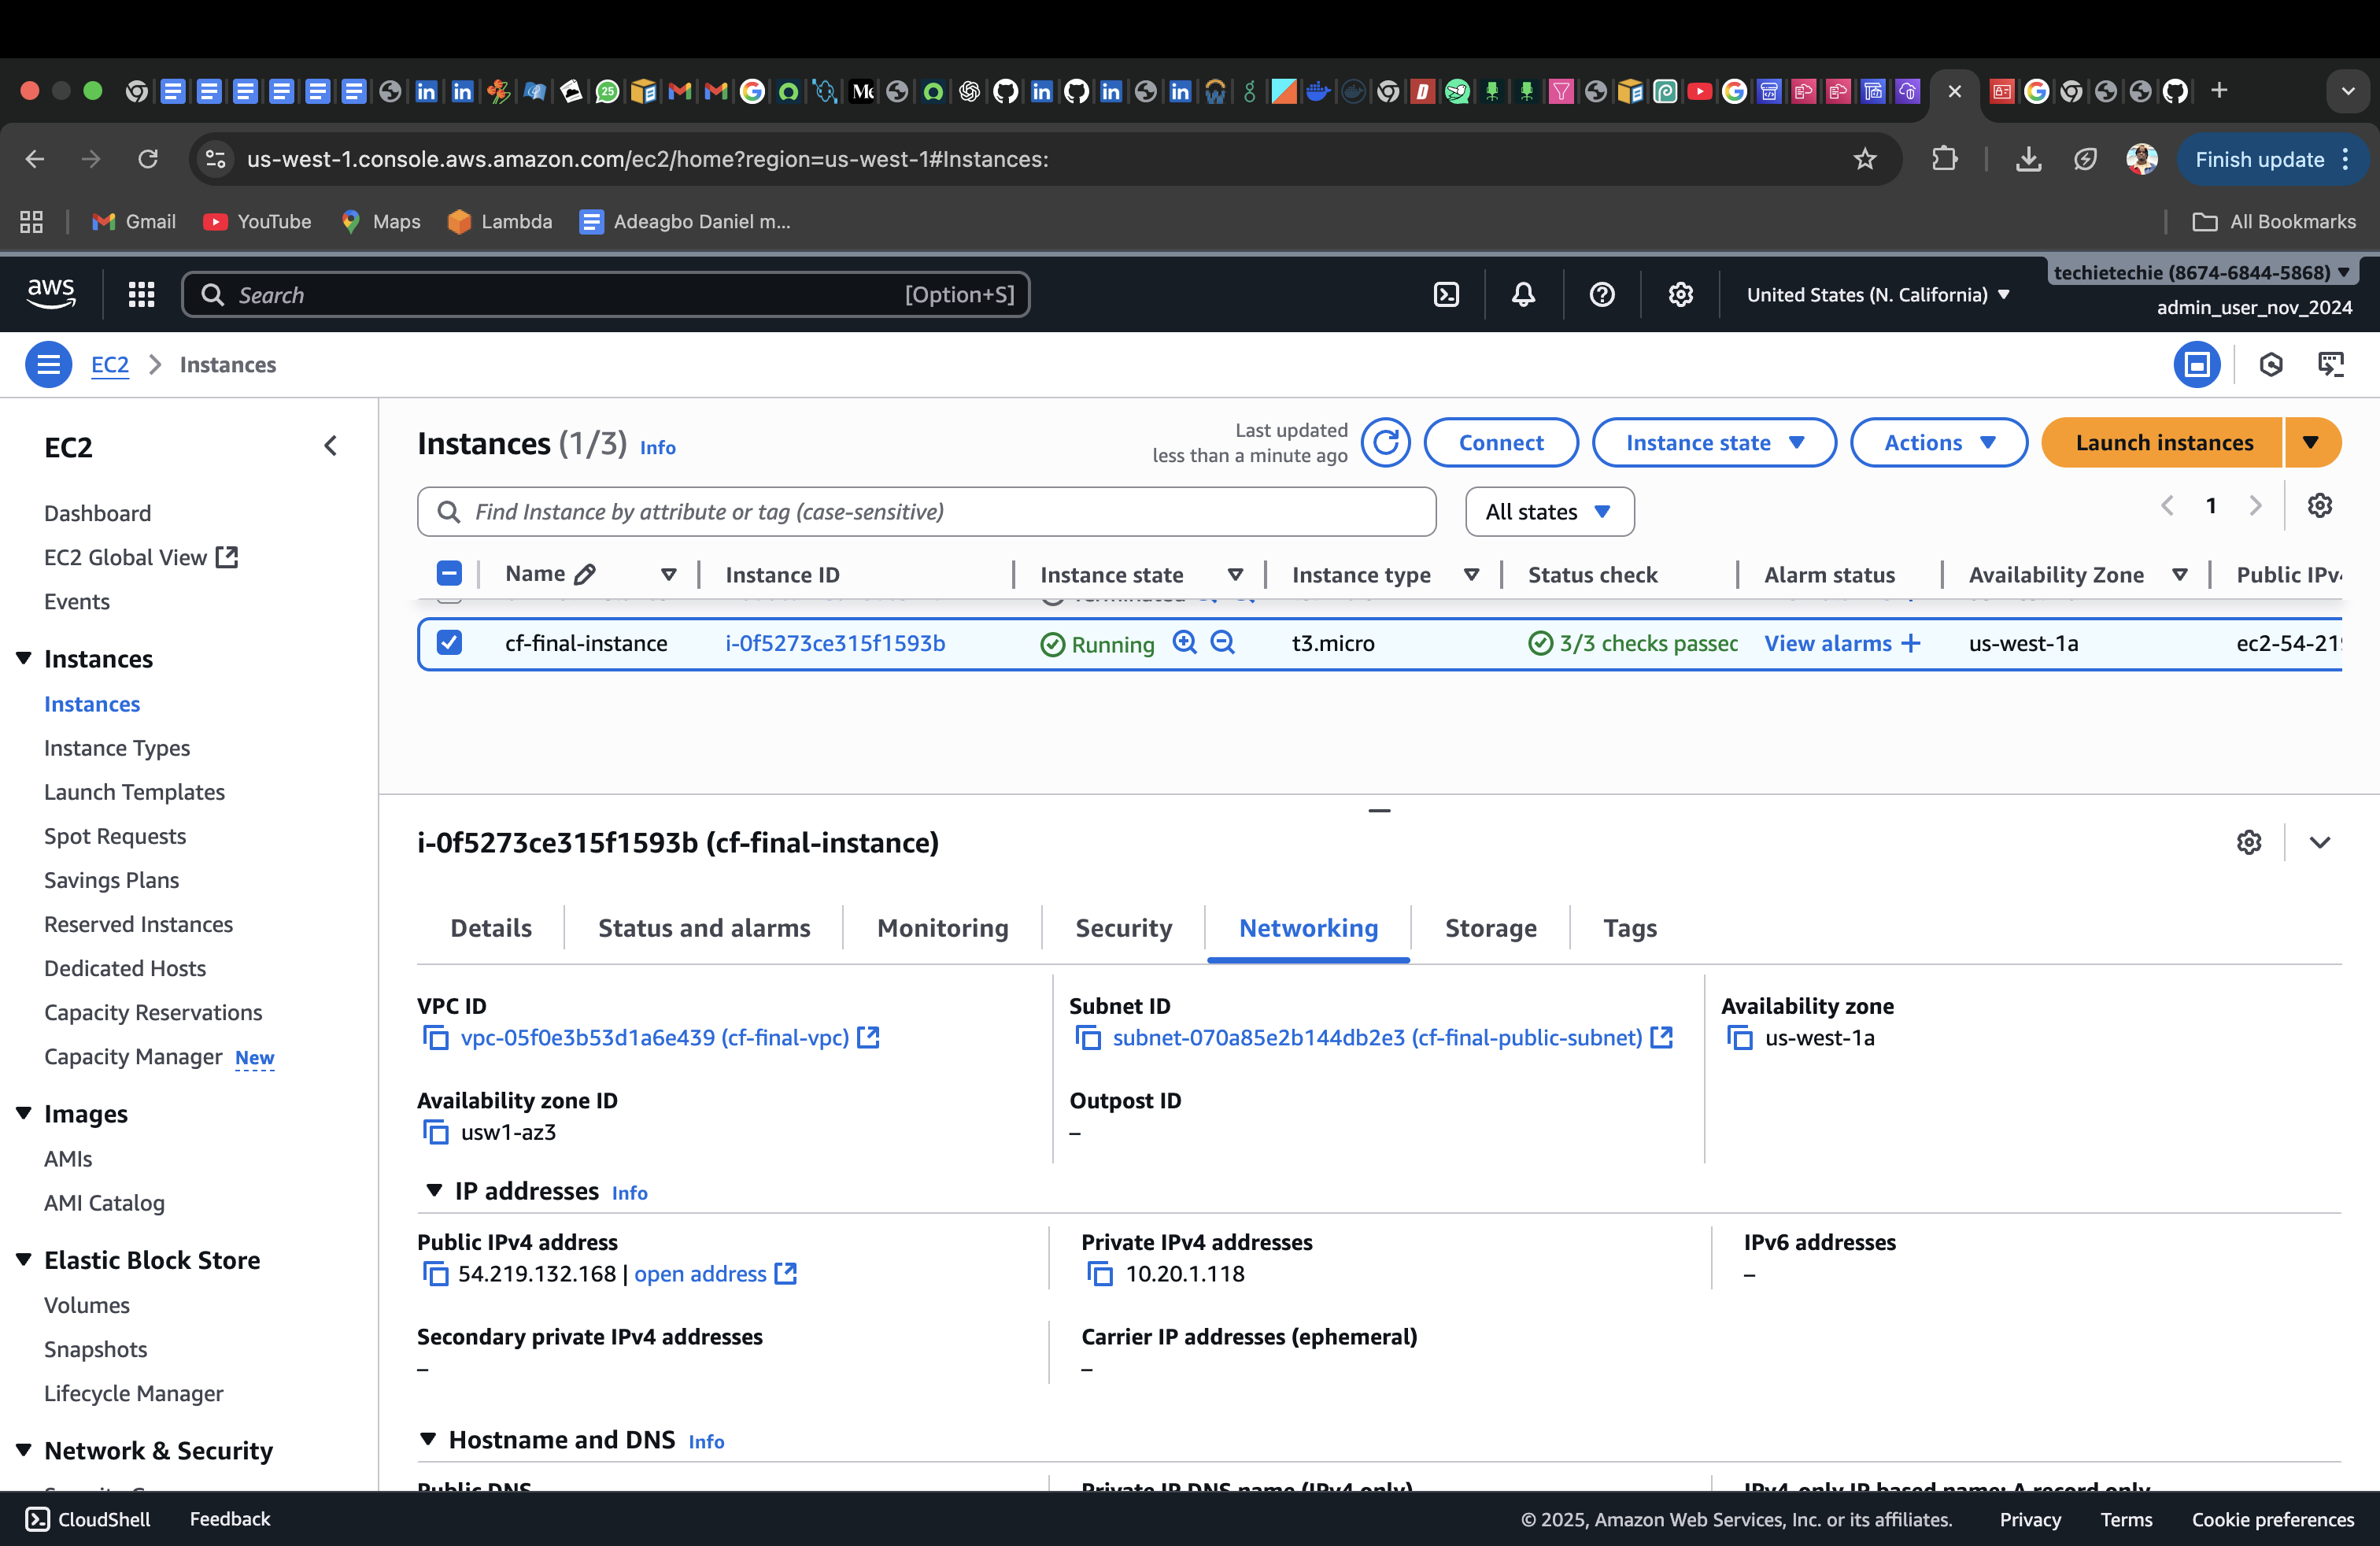 us-west-1.console.aws.amazon.com/ec2/home?region=us-west-1#Instances:
Finish update
Gmail
YouTube
Maps
Lambda
Adeagbo Daniel m...
All Bookmarks
aws
Search
[Option+S]
United States (N. California)
techietechie (8674-6844-5868)
admin_user_nov_2024
EC2
Instances
EC2
Dashboard
EC2 Global View
Events
Instances
Instances
Instance Types
Launch Templates
Spot Requests
Savings Plans
Reserved Instances
Dedicated Hosts
Capacity Reservations
Capacity Manager New
Images
AMIs
AMI Catalog
Elastic Block Store
Volumes
Snapshots
Lifecycle Manager
Network & Security
Instances (1/3) Info
Last updated
less than a minute ago
Connect
Instance state
Actions
Launch instances
Find Instance by attribute or tag (case-sensitive)
All states
1
Name
Instance ID
Instance state
Instance type
Status check
Alarm status
Availability Zone
Public IPv4
cf-final-instance
i-0f5273ce315f1593b
Running
t3.micro
3/3 checks passed
View alarms +
us-west-1a
ec2-54-219
i-0f5273ce315f1593b (cf-final-instance)
Details
Status and alarms
Monitoring
Security
Networking
Storage
Tags
VPC ID
vpc-05f0e3b53d1a6e439 (cf-final-vpc)
Subnet ID
subnet-070a85e2b144db2e3 (cf-final-public-subnet)
Availability zone
us-west-1a
Availability zone ID
usw1-az3
Outpost ID
–
IP addresses Info
Public IPv4 address
54.219.132.168 | open address
Private IPv4 addresses
10.20.1.118
IPv6 addresses
–
Secondary private IPv4 addresses
–
Carrier IP addresses (ephemeral)
–
Hostname and DNS Info
Public DNS
Private IP DNS name (IPv4 only)
IPv4-only IP based name: A record only
CloudShell
Feedback
© 2025, Amazon Web Services, Inc. or its affiliates.
Privacy
Terms
Cookie preferences